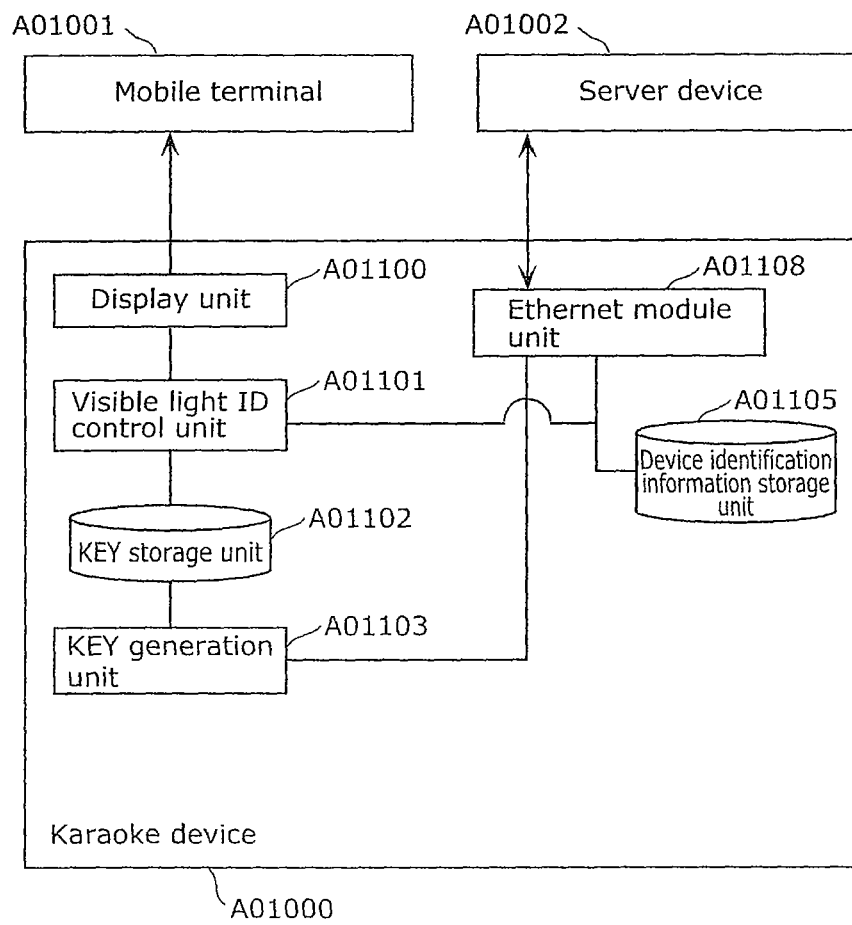 A01001
Mobile terminal
A01002
Server device
A01100
Display unit
A01108
Ethernet module
unit
A01101
Visible light ID
control unit
A01105
Device identification
information storage
unit
A01102
KEY storage unit
A01103
KEY generation
unit
Karaoke device
A01000